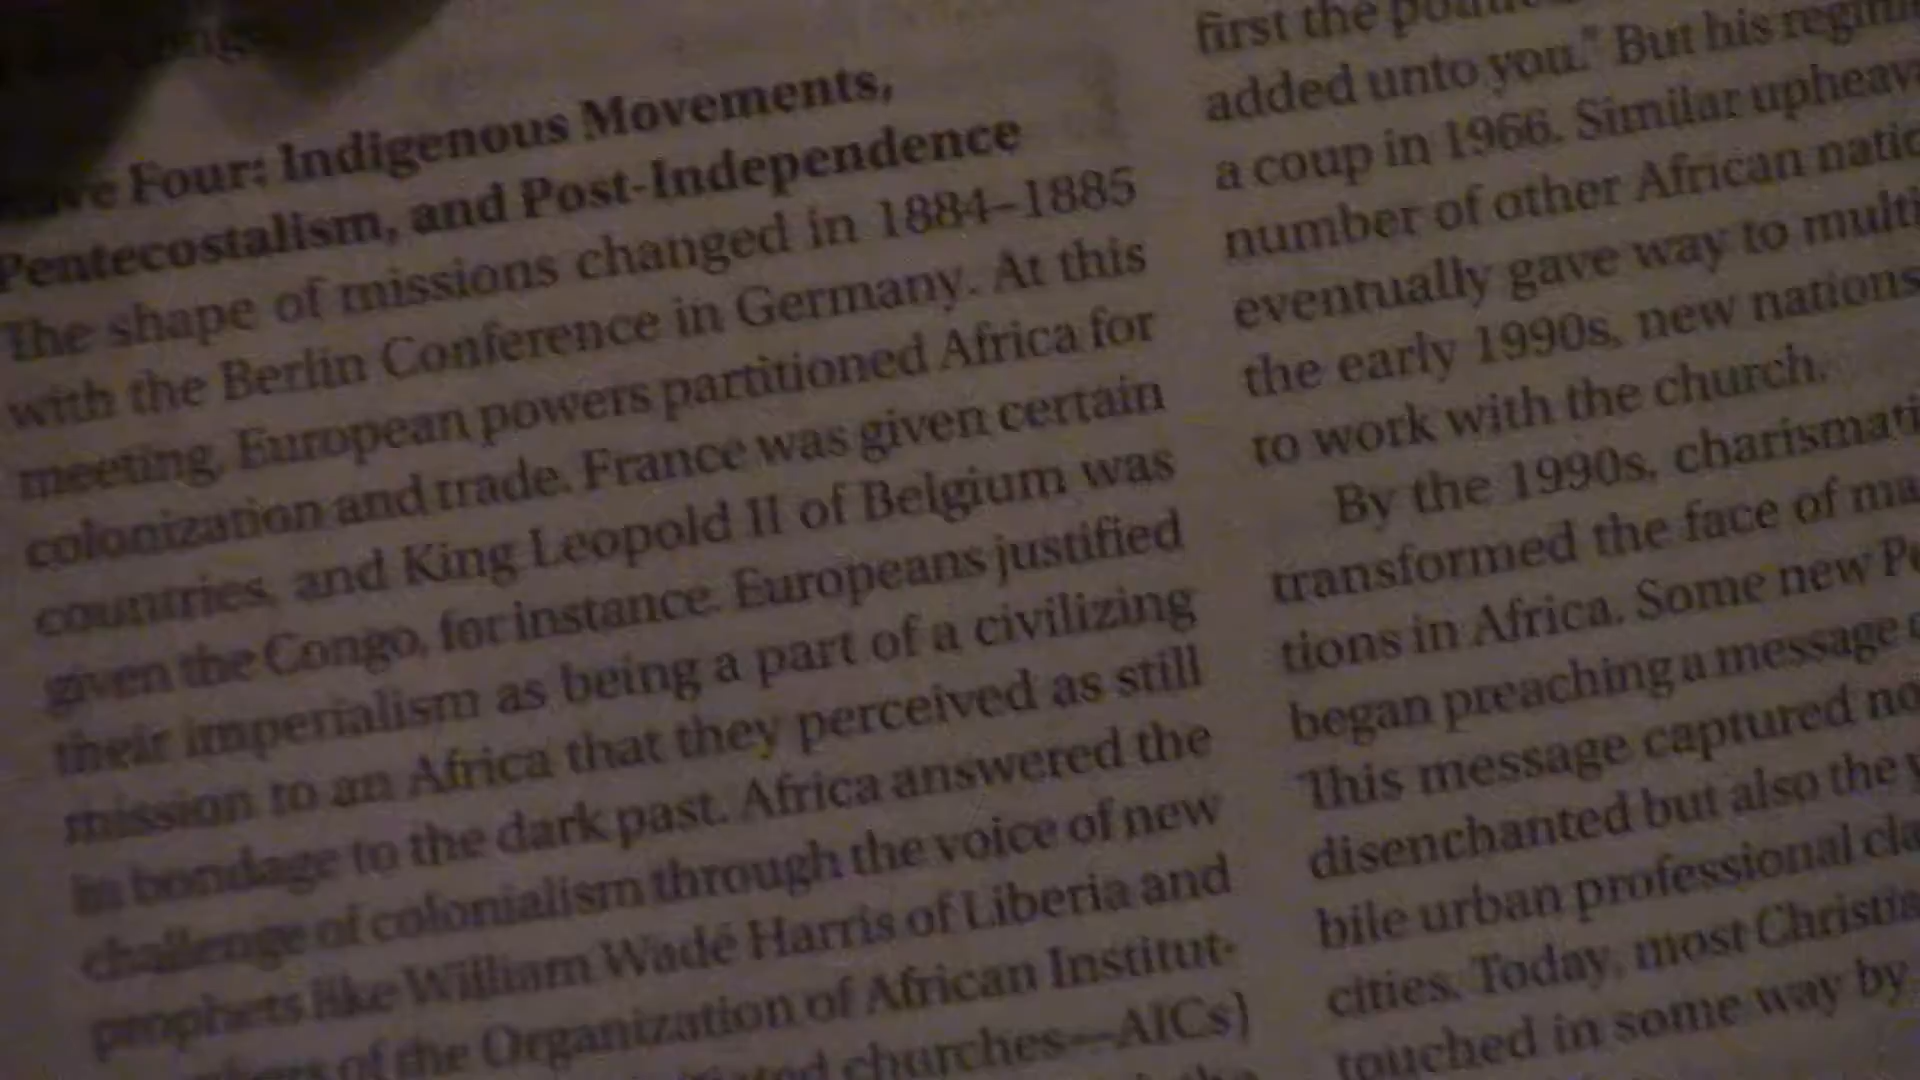 Four: Indigenous Movements,
Pentecostalism, and Post-Independence
The shape of missions changed in 1884–1885
with the Berlin Conference in Germany. At this
meeting, European powers partitioned Africa for
colonization and trade. France was given certain
countries, and King Leopold II of Belgium was
given the Congo, for instance. Europeans justified
their imperialism as being a part of a civilizing
mission to an Africa that they perceived as still
in bondage to the dark past. Africa answered the
challenge of colonialism through the voice of new
prophets like William Wadé Harris of Liberia and
of the Organization of African Institut-
churches—AICs)
first the
added unto you." But his
a coup in 1966. Similar
number of other African
eventually gave way to
the early 1990s, new nations
to work with the church.
By the 1990s,
transformed the face of
tions in Africa. Some new
began preaching a message
This message captured
disenchanted but also the
bile urban professional
cities. Today, most
touched in some way by